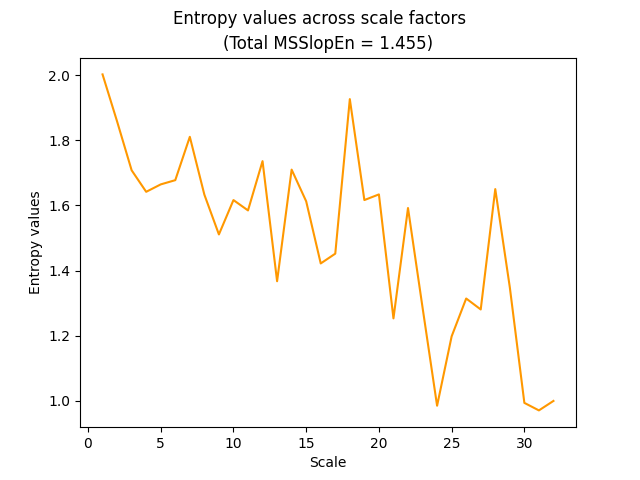 Entropy values across scale factors
(Total MSSlopEn = 1.455)
2.0
1.8
1.6
1.4
1.2
1.0
Entropy values
0 5 10 15 20 25 30
Scale